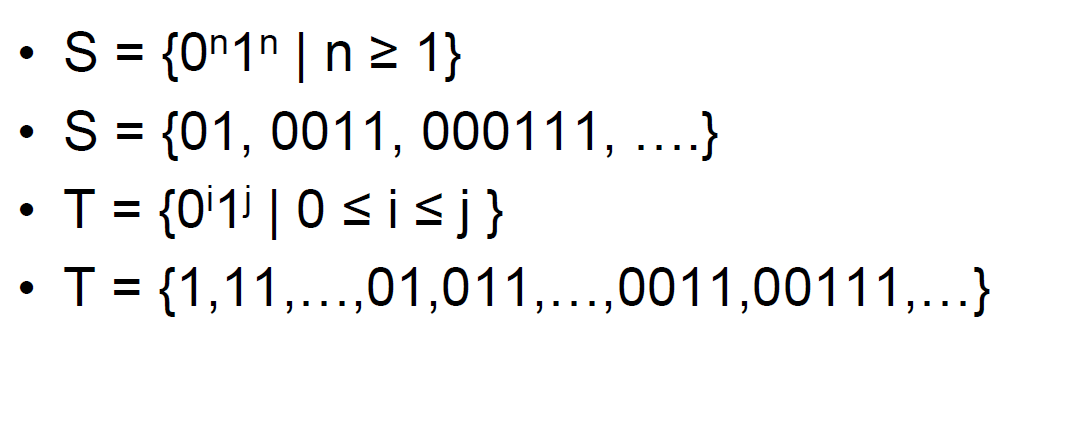 • S = {0ⁿ1ⁿ | n ≥ 1}
• S = {01, 0011, 000111, ….}
• T = {0ⁱ1ʲ | 0 ≤ i ≤ j }
• T = {1,11,…,01,011,…,0011,00111,…}